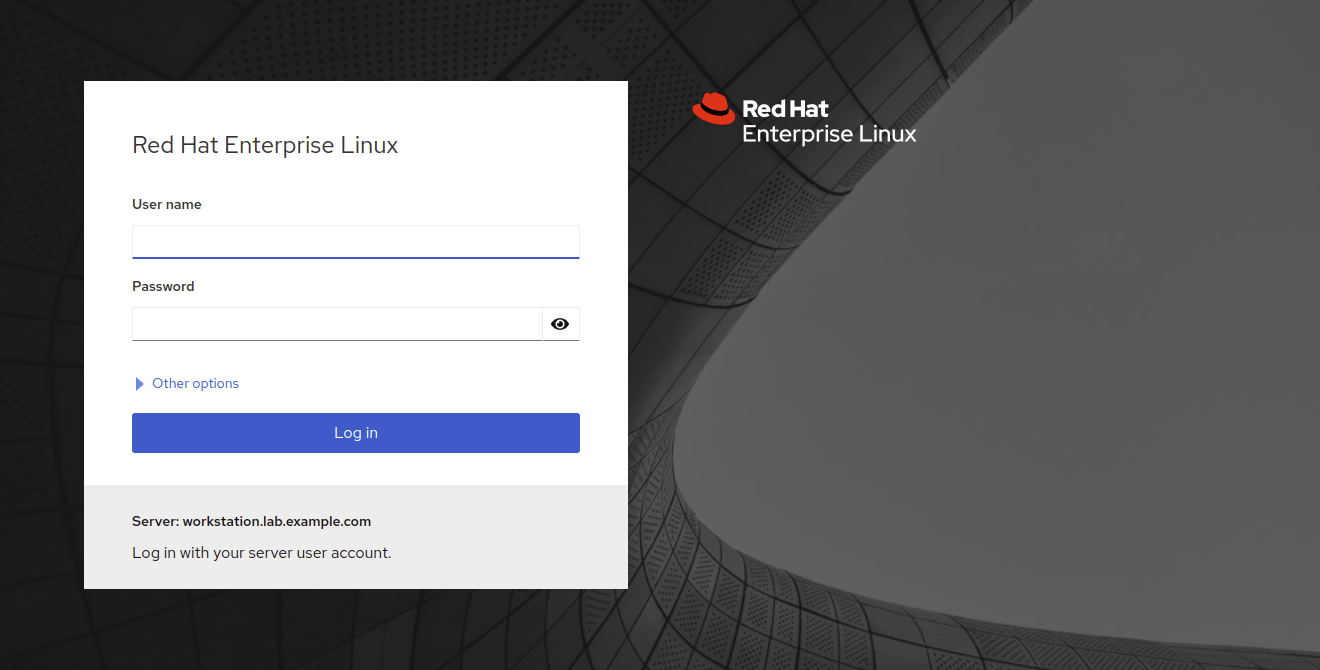 Red Hat Enterprise Linux
User name
Password
Other options
Log in
Server: workstation.lab.example.com
Log in with your server user account.
Red Hat
Enterprise Linux